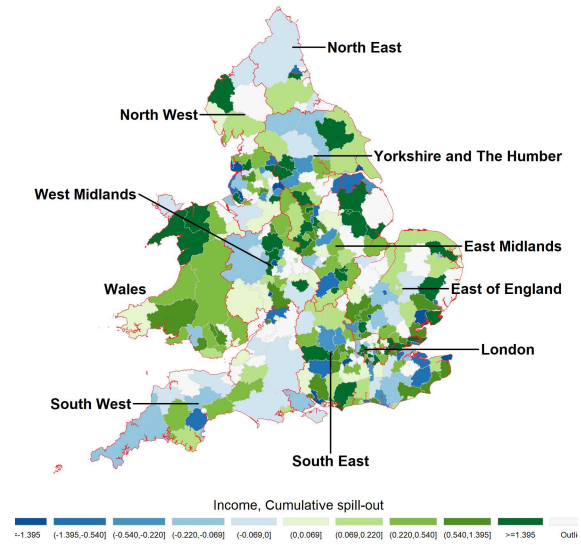 North East
North West
Yorkshire and The Humber
West Midlands
East Midlands
Wales
East of England
London
South West
South East
Income, Cumulative spill-out
=-1.395 (-1.395,-0.540] (-0.540,-0.220] (-0.220,-0.069] (-0.069,0] (0,0.069] (0.069,0.220] (0.220,0.540] (0.540,1.395] >=1.395 Outli